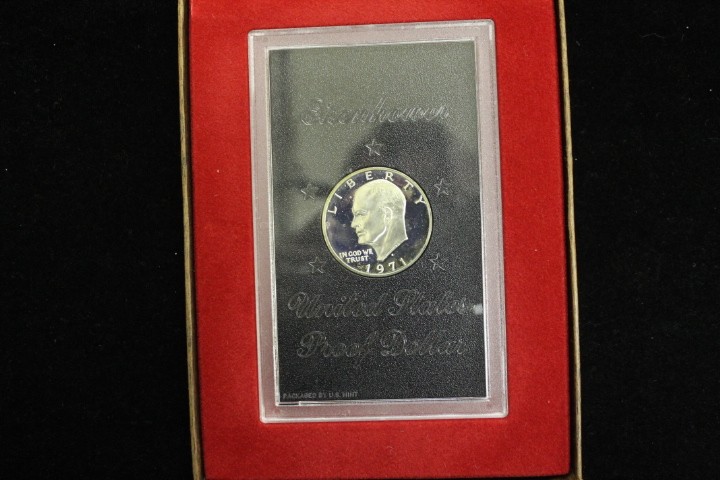 Eisenhower
LIBERTY
IN GOD WE
TRUST
1971
United States
Proof Dollar
PACKAGED BY U.S. MINT